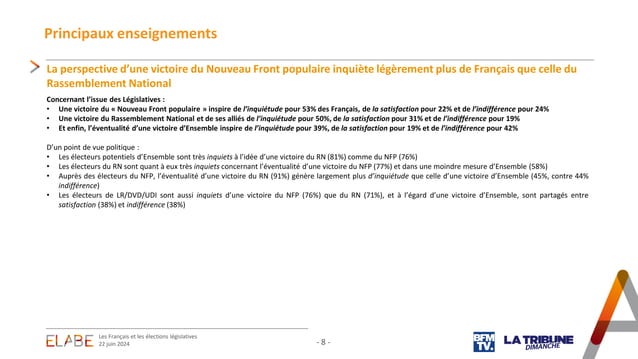 Principaux enseignements
La perspective d'une victoire du Nouveau Front populaire inquiète légèrement plus de Français que celle du
Rassemblement National
Concernant l'issue des Législatives :
• Une victoire du « Nouveau Front populaire » inspire de l'inquiétude pour 53% des Français, de la satisfaction pour 22% et de l'indifférence pour 24%
• Une victoire du Rassemblement National et de ses alliés de l'inquiétude pour 50%, de la satisfaction pour 31% et de l'indifférence pour 19%
• Et enfin, l'éventualité d'une victoire d'Ensemble inspire de l'inquiétude pour 39%, de la satisfaction pour 19% et de l'indifférence pour 42%
D'un point de vue politique :
• Les électeurs potentiels d'Ensemble sont très inquiets à l'idée d'une victoire du RN (81%) comme du NFP (76%)
• Les électeurs du RN sont quant à eux très inquiets concernant l'éventualité d'une victoire du NFP (77%) et dans une moindre mesure d'Ensemble (58%)
• Auprès des électeurs du NFP, l'éventualité d'une victoire du RN (91%) génère largement plus d'inquiétude que celle d'une victoire d'Ensemble (45%, contre 44%
indifférence)
• Les électeurs de LR/DVD/UDI sont aussi inquiets d'une victoire du NFP (76%) que du RN (71%), et à l'égard d'une victoire d'Ensemble, sont partagés entre
satisfaction (38%) et indifférence (38%)
ELABE
Les Français et les élections législatives
22 juin 2024
- 8 -
BFM
TV.
LA TRIBUNE
DIMANCHE